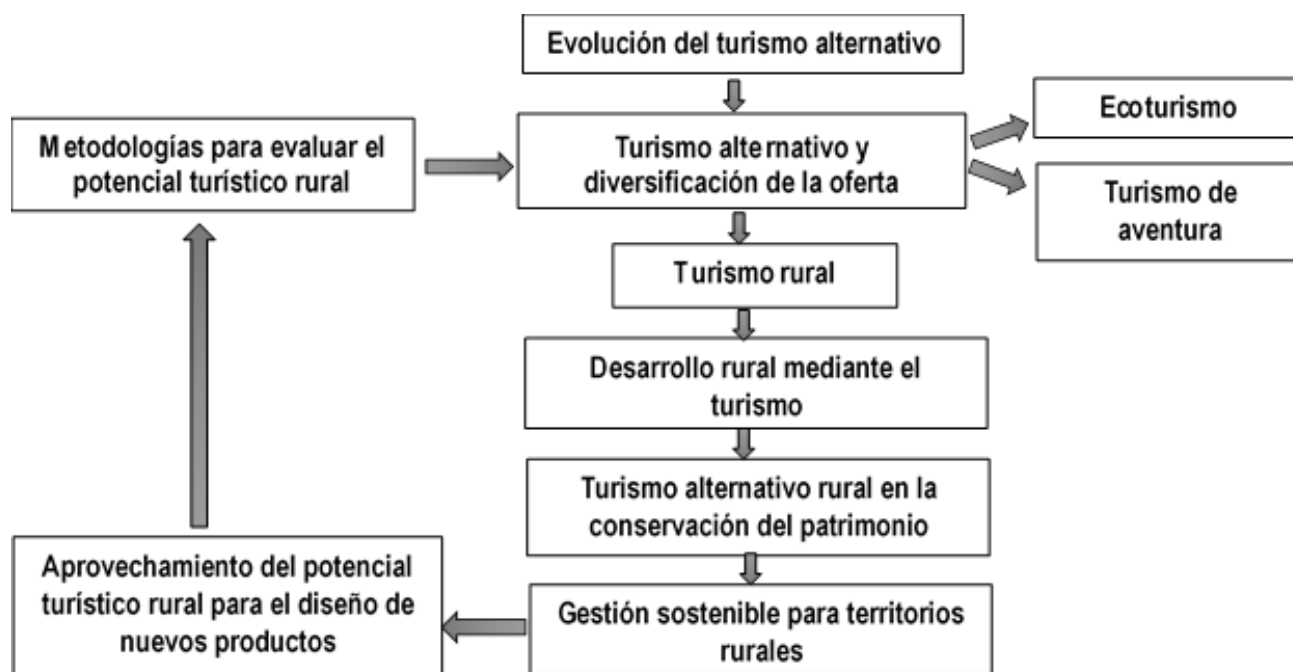 Evolución del turismo alternativo
Ecoturismo
Metodologías para evaluar el
potencial turístico rural
Turismo alternativo y
diversificación de la oferta
Turismo de
aventura
Turismo rural
Desarrollo rural mediante el
turismo
Turismo alternativo rural en la
conservación del patrimonio
Aprovechamiento del potencial
turístico rural para el diseño de
nuevos productos
Gestión sostenible para territorios
rurales